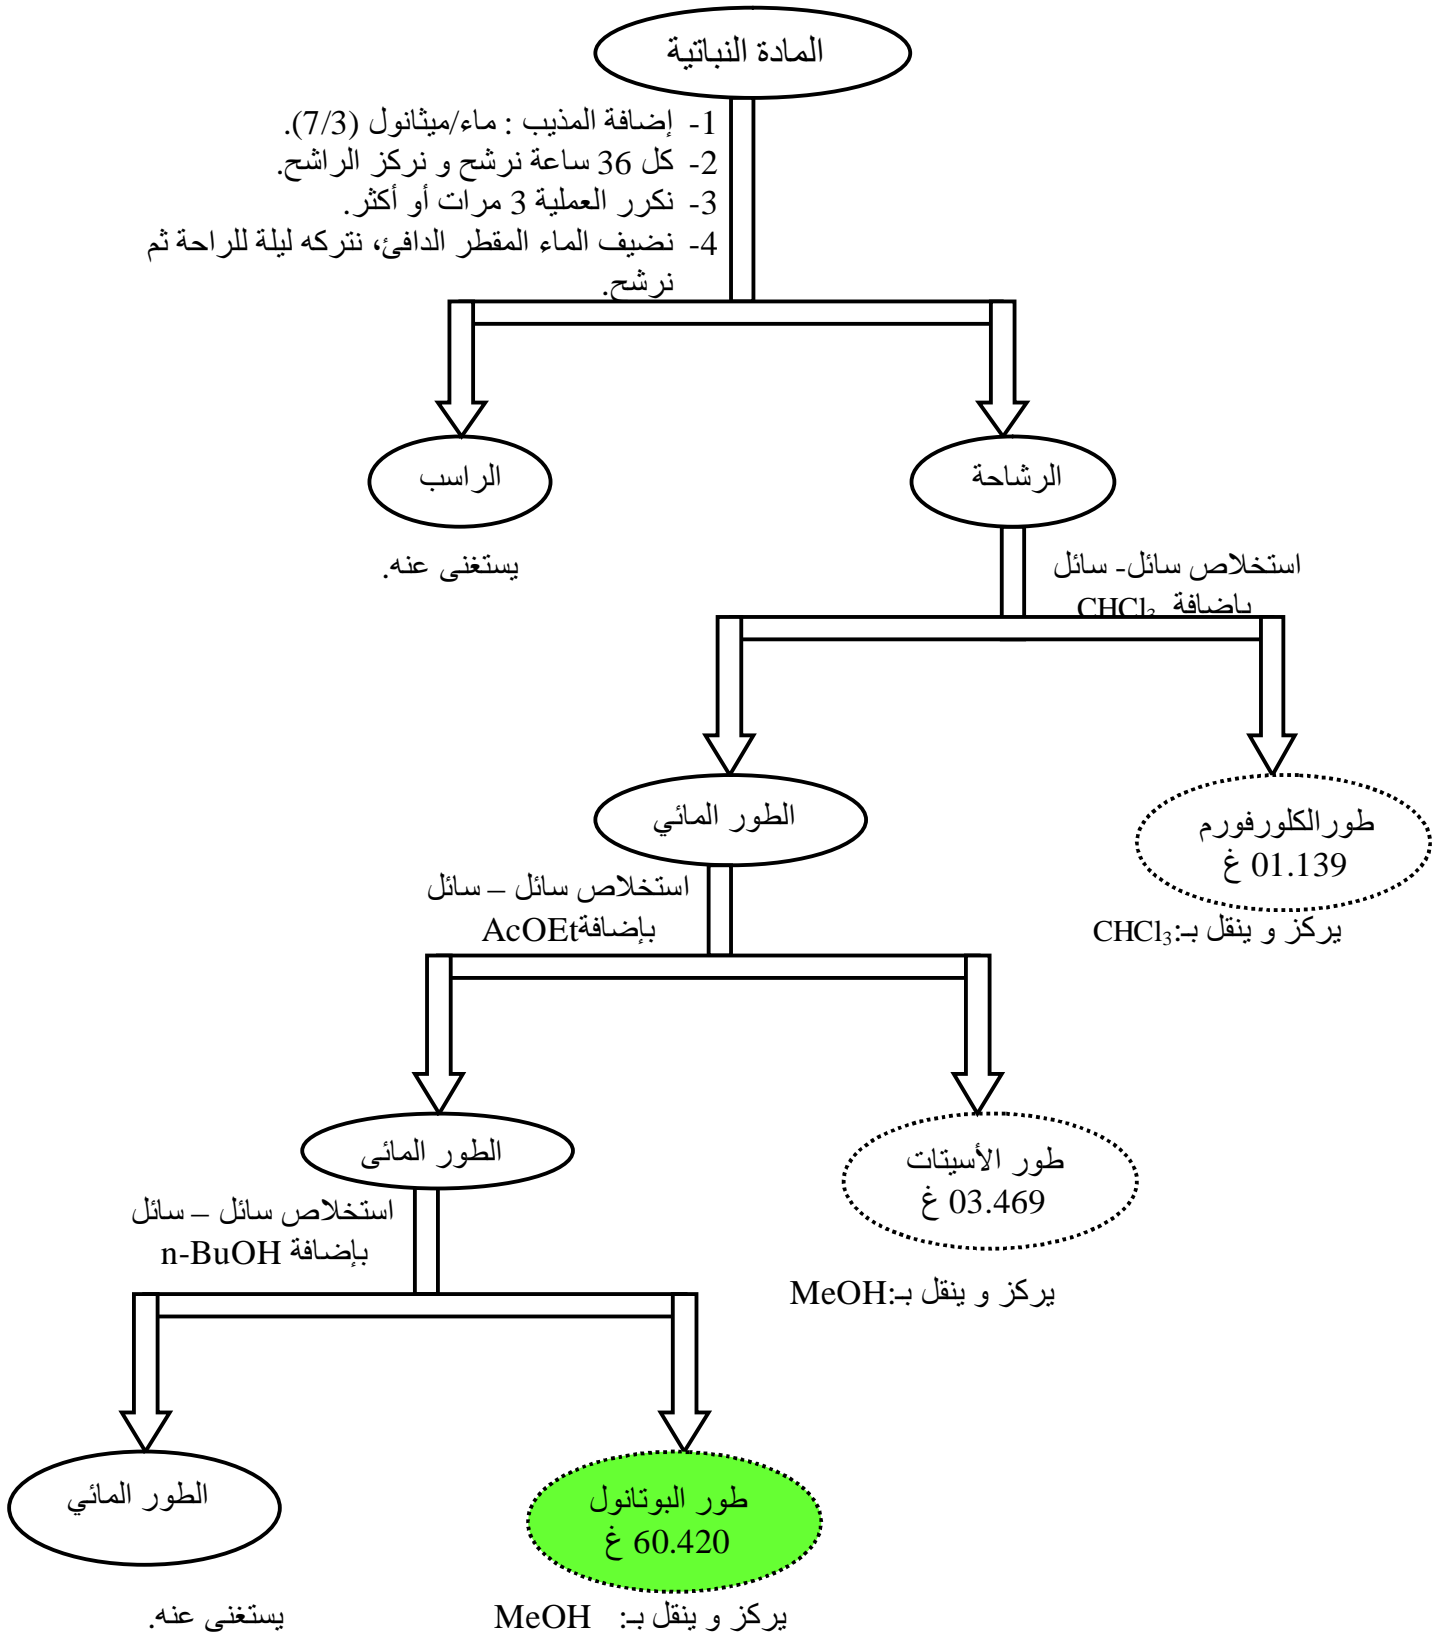 المادة النباتية
1- إضافة المذيب : ماء/ميثانول (7/3).
2- كل 36 ساعة نرشح و نركز الراشح.
3- نكرر العملية 3 مرات أو أكثر.
4- نضيف الماء المقطر الدافئ، نتركه ليلة للراحة ثم
نرشح.
الرشاحة
الراسب
يستغنى عنه.
استخلاص سائل- سائل
بإضافة CHCl₃
الطور المائي
طورالكلورفورم
01.139 غ
يركز و ينقل بـ:CHCl₃
استخلاص سائل – سائل
بإضافةAcOEt
الطور المائى
طور الأسيتات
03.469 غ
يركز و ينقل بـ:MeOH
استخلاص سائل – سائل
بإضافة n-BuOH
طور البوتانول
60.420 غ
يركز و ينقل بـ: MeOH
الطور المائي
يستغنى عنه.